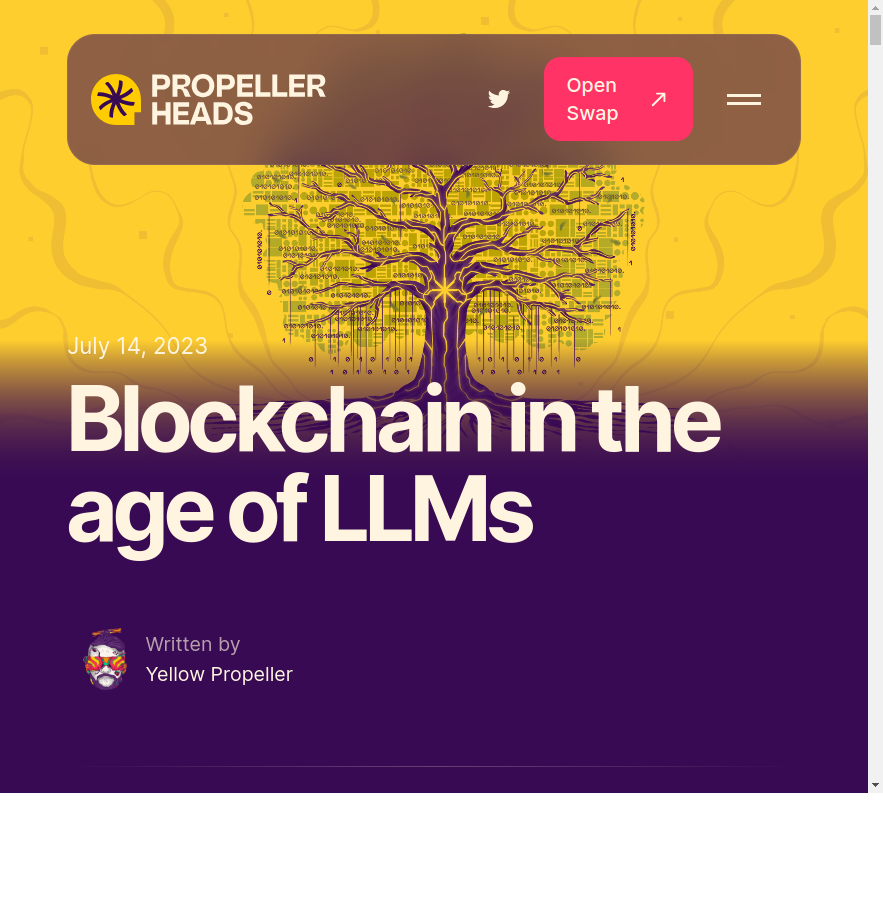 PROPELLER
HEADS
Open
Swap
July 14, 2023
Blockchain in the
age of LLMs
Written by
Yellow Propeller